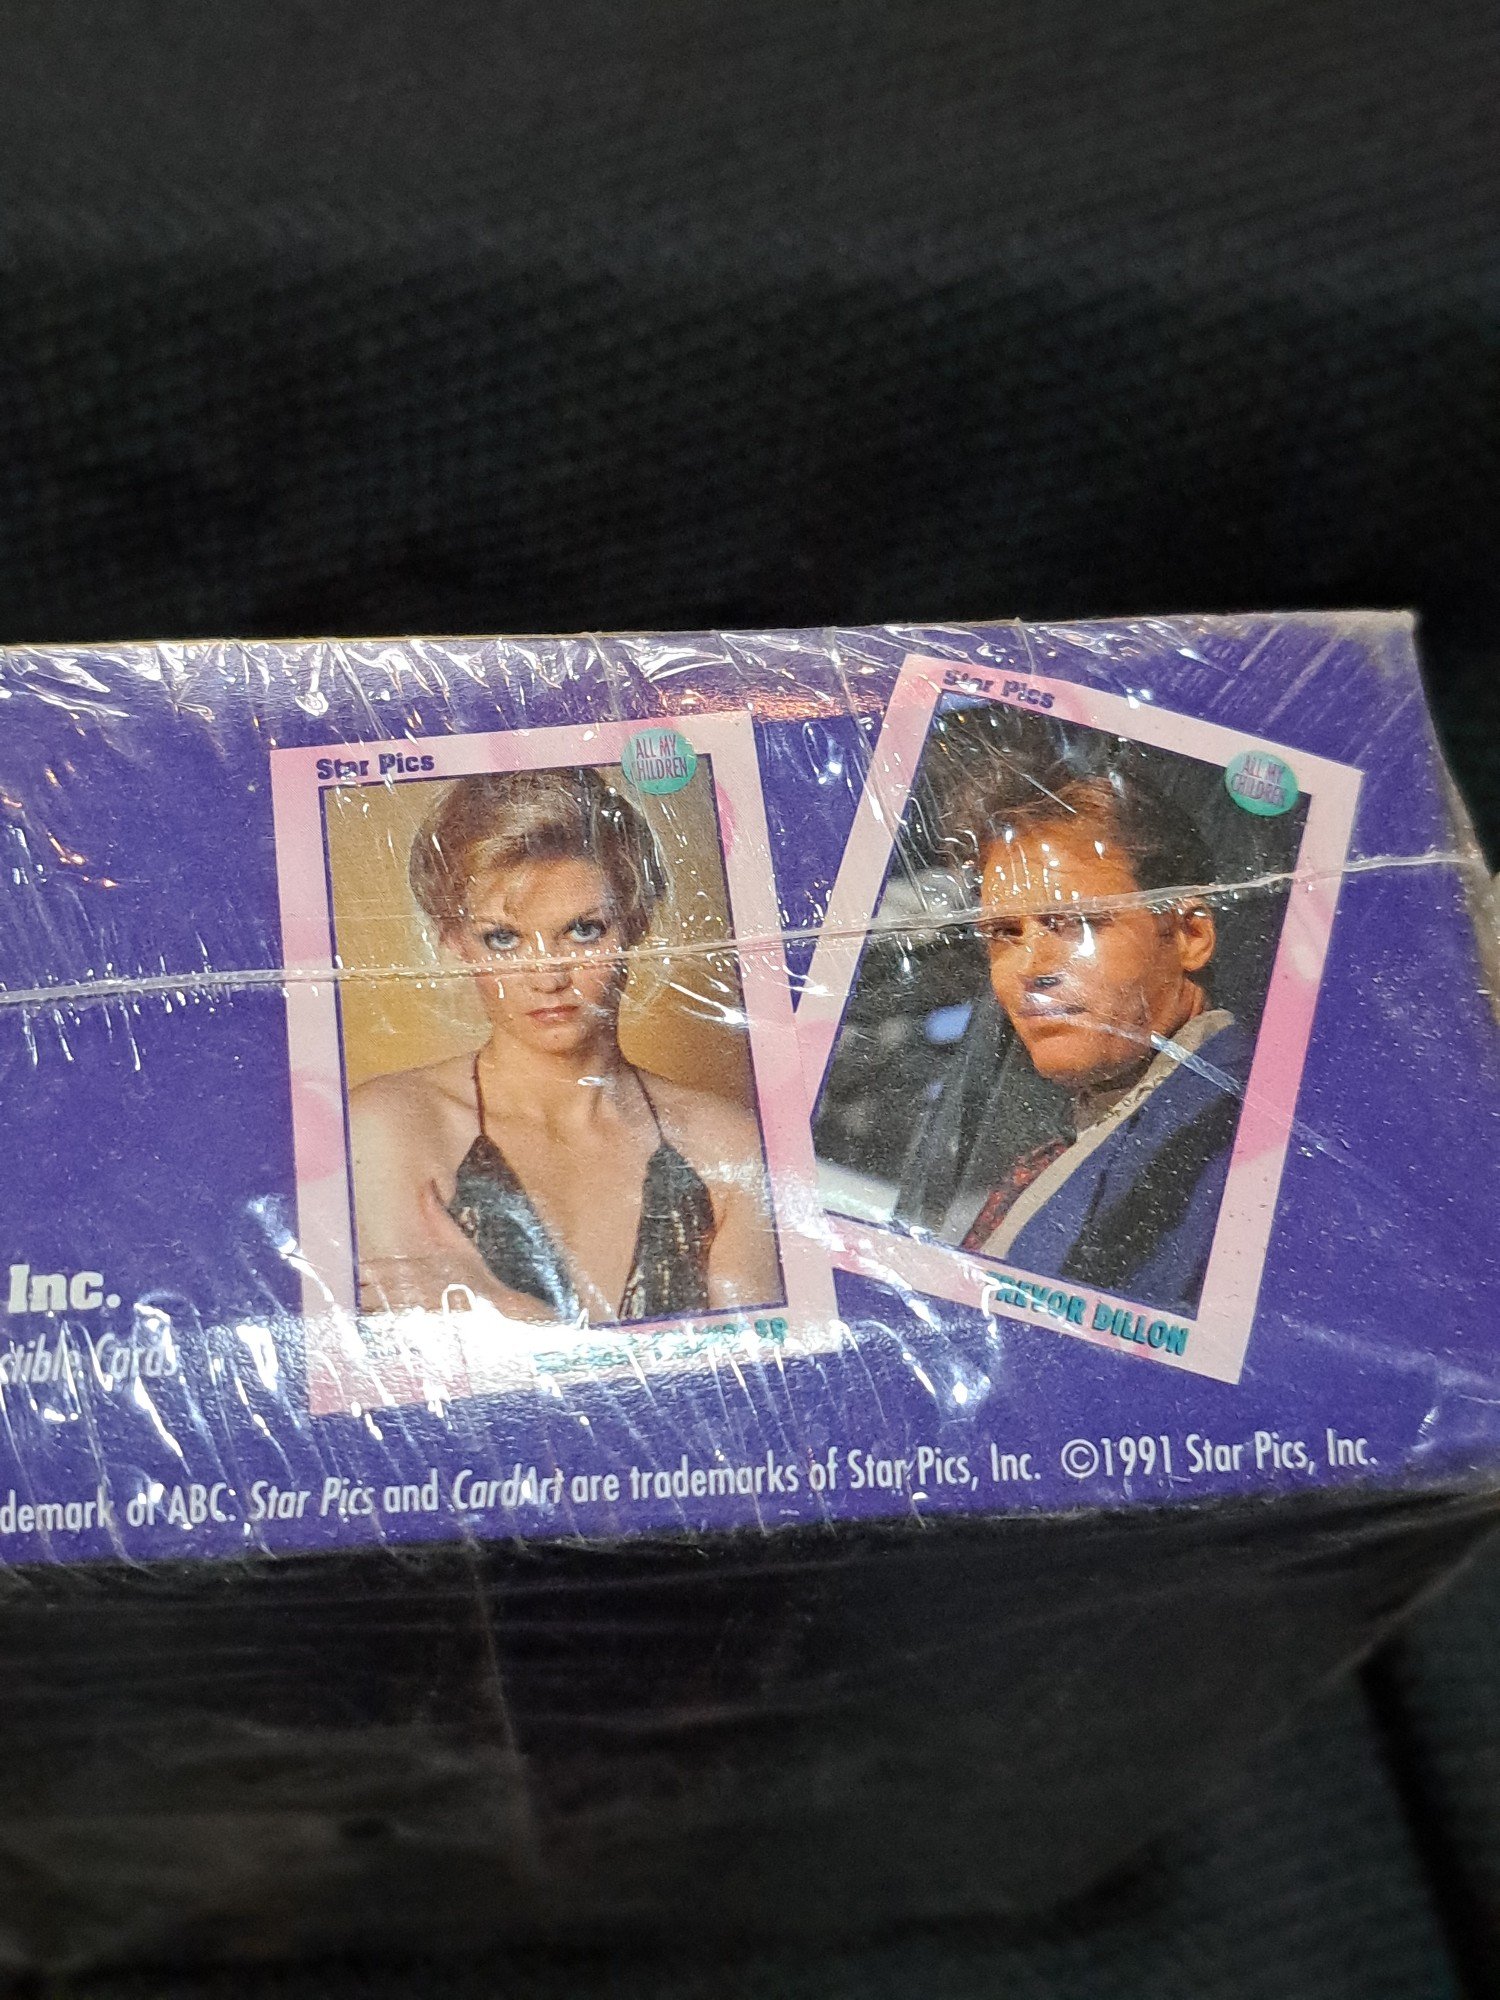 Star Pics
ALL MY
CHILDREN
Star Pics
ALL MY
CHILDREN
TREVOR DILLON
Inc.
Cards
of ABC. Star Pics and CardArt are trademarks of Star Pics, Inc. ©1991 Star Pics, Inc.